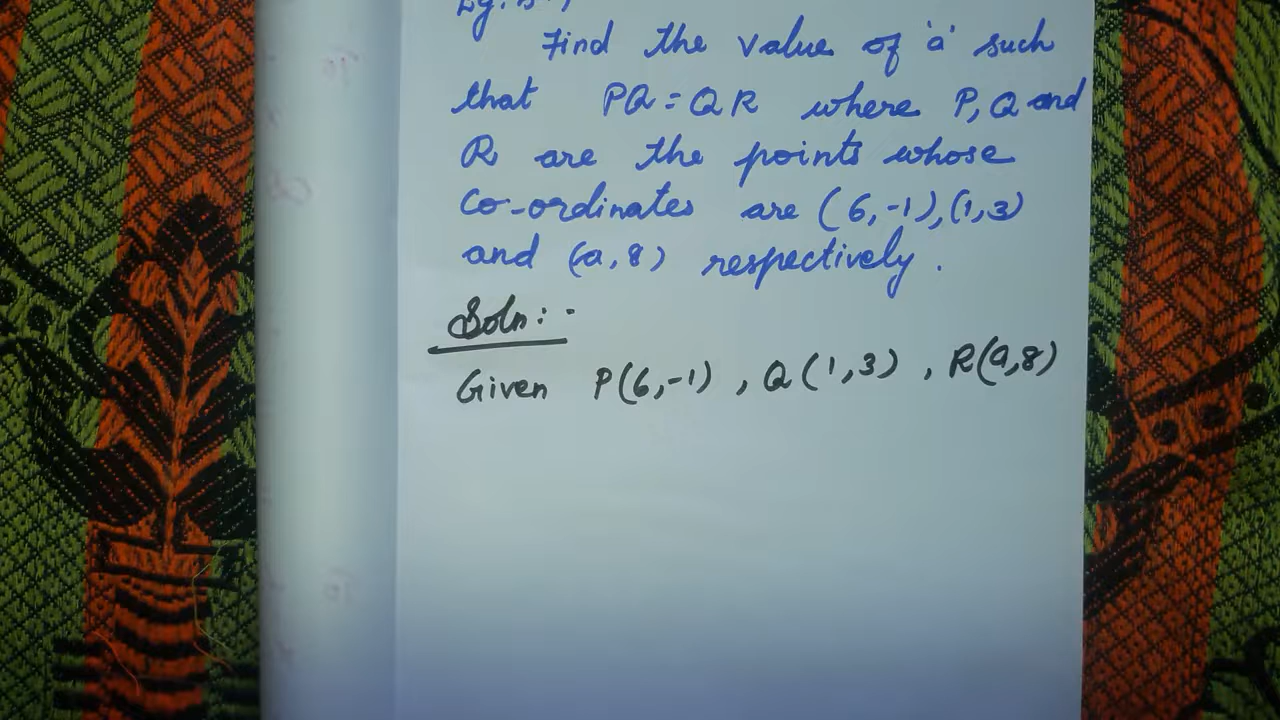 Find the value of 'a' such
that PQ = QR where P, Q and
R are the points whose
Co-ordinates are (6,-1),(1,3)
and (a,8) respectively.
Soln:-
Given P(6,-1), Q(1,3), R(a,8)